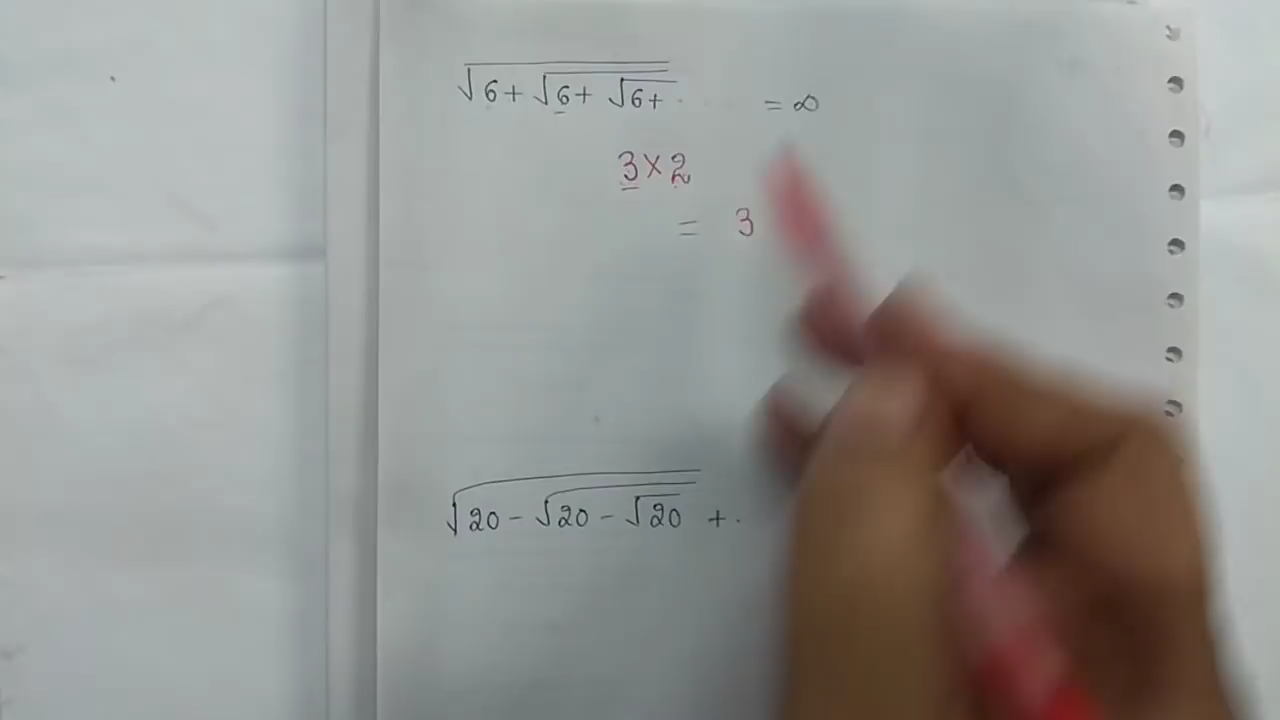 √6+ √6+ √6+ . = ∞
3×2
= 3
√20 - √20 - √20 + .